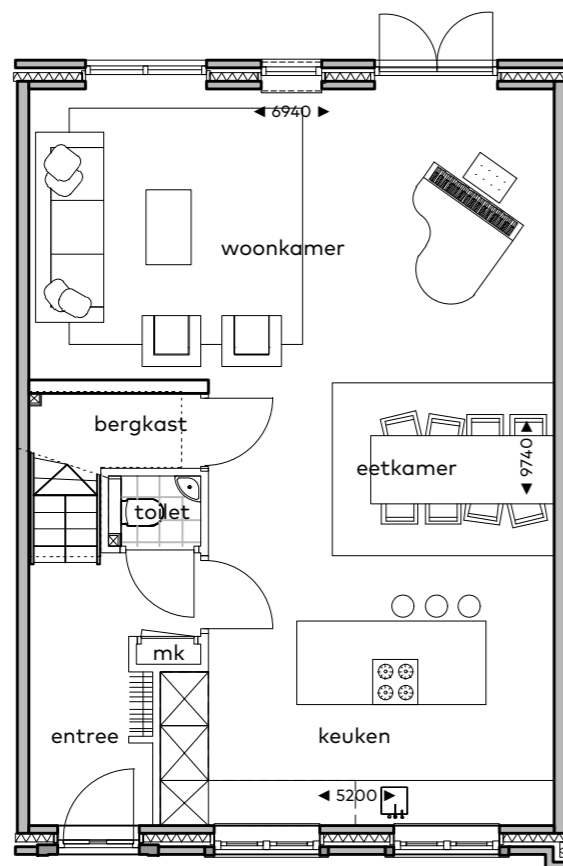 ◄ 6940 ►
woonkamer
bergkast
eetkamer
◄ 9740 ►
toilet
mk
entree
keuken
◄ 5200 ►